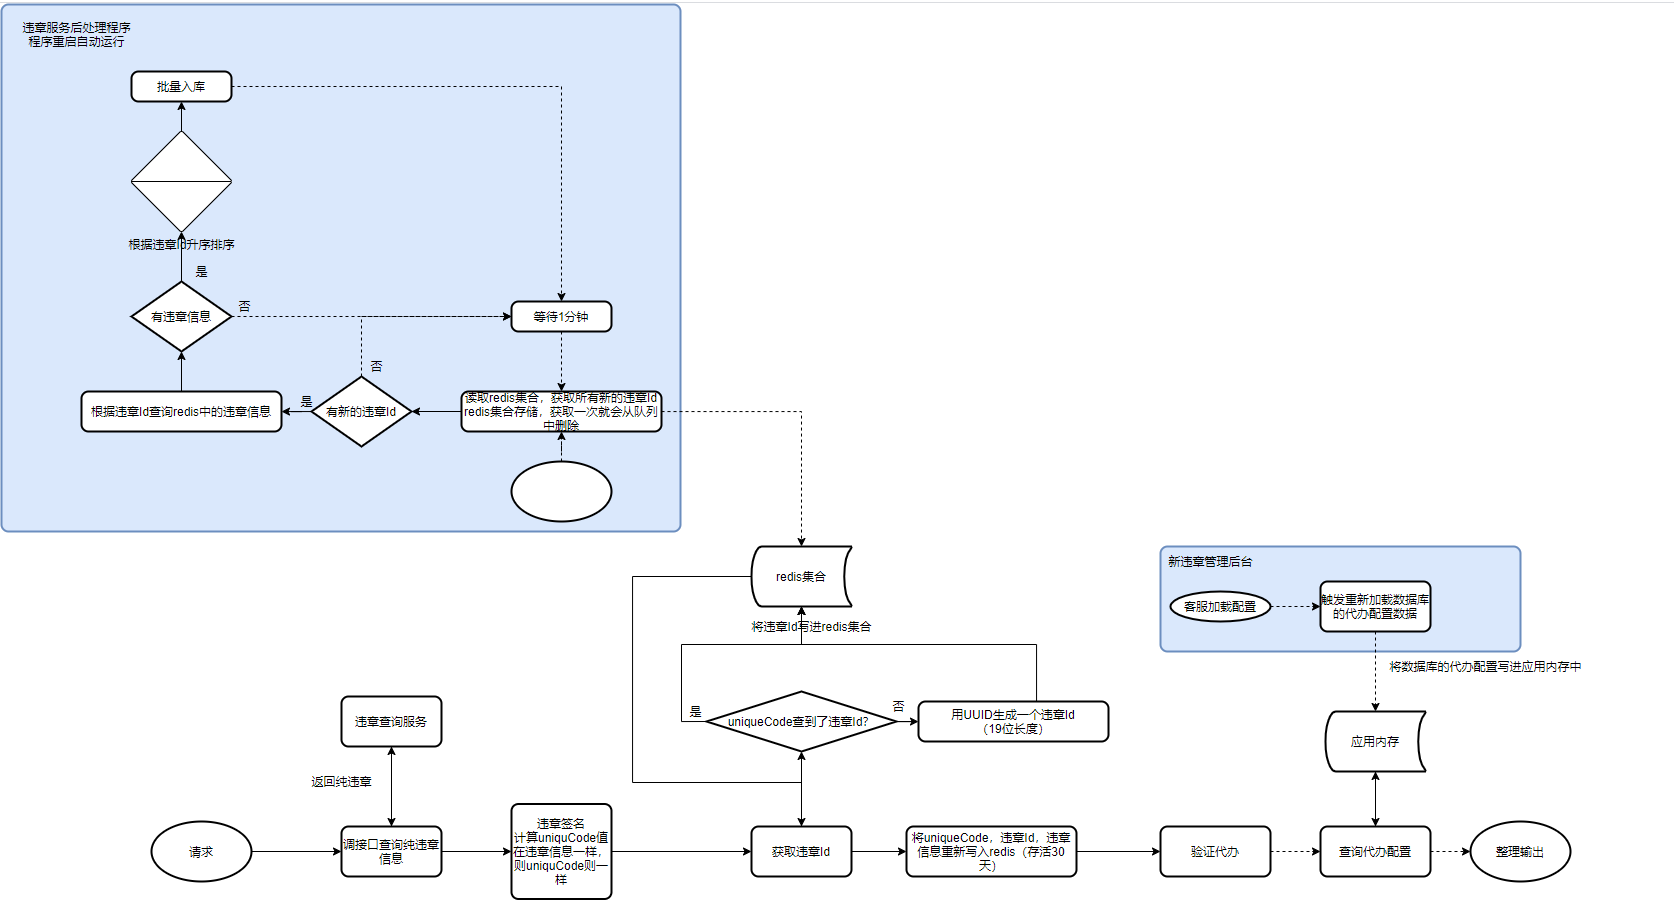 违章服务后处理程序
程序重启自动运行
批量入库
根据违章Id升序排序
是
有违章信息
否
等待1分钟
否
根据违章Id查询redis中的违章信息
是
有新的违章Id
读取redis集合，获取所有新的违章Id
redis集合存储，获取一次就会从队列
中删除
redis集合
将违章Id写进redis集合
新违章管理后台
客服加载配置
触发重新加载数据库
的代办配置数据
将数据库的代办配置写进应用内存中
违章查询服务
是
uniqueCode查到了违章Id?
否
用UUID生成一个违章Id
（19位长度）
应用内存
返回纯违章
请求
调接口查询纯违章
信息
违章签名
计算uniquCode值
在违章信息一样，
则uniquCode则一
样
获取违章Id
将uniqueCode，违章Id，违章
信息重新写入redis（存活30
天）
验证代办
查询代办配置
整理输出